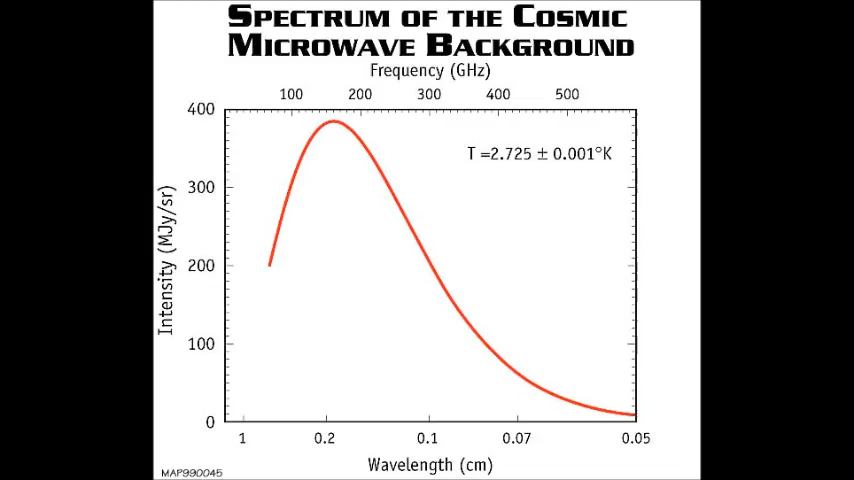 SPECTRUM OF THE COSMIC
MICROWAVE BACKGROUND
Frequency (GHz)
100 200 300 400 500
400
T =2.725 ± 0.001°K
300
200
100
0
Intensity (MJy/sr)
1 0.2 0.1 0.07 0.05
Wavelength (cm)
MAP990045